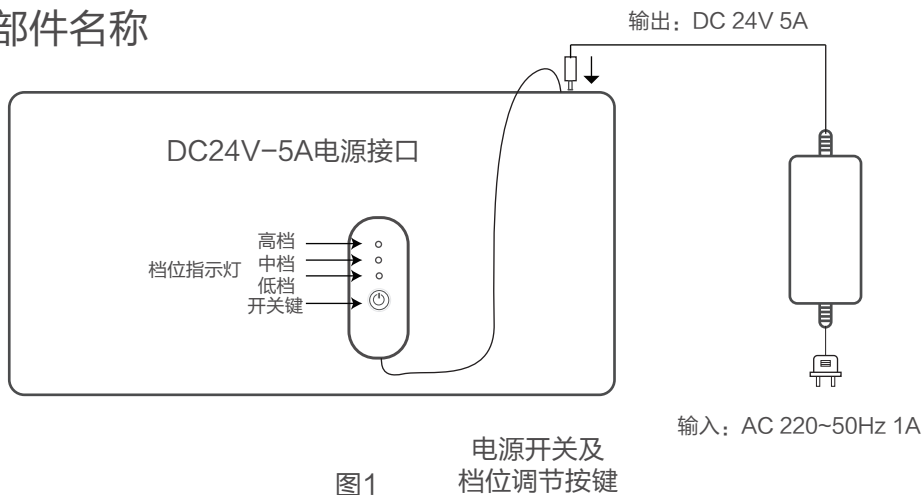 部件名称
输出：DC 24V 5A
DC24V-5A电源接口
高档
档位指示灯 中档
低档
开关键
输入：AC 220~50Hz 1A
电源开关及
图1 档位调节按键